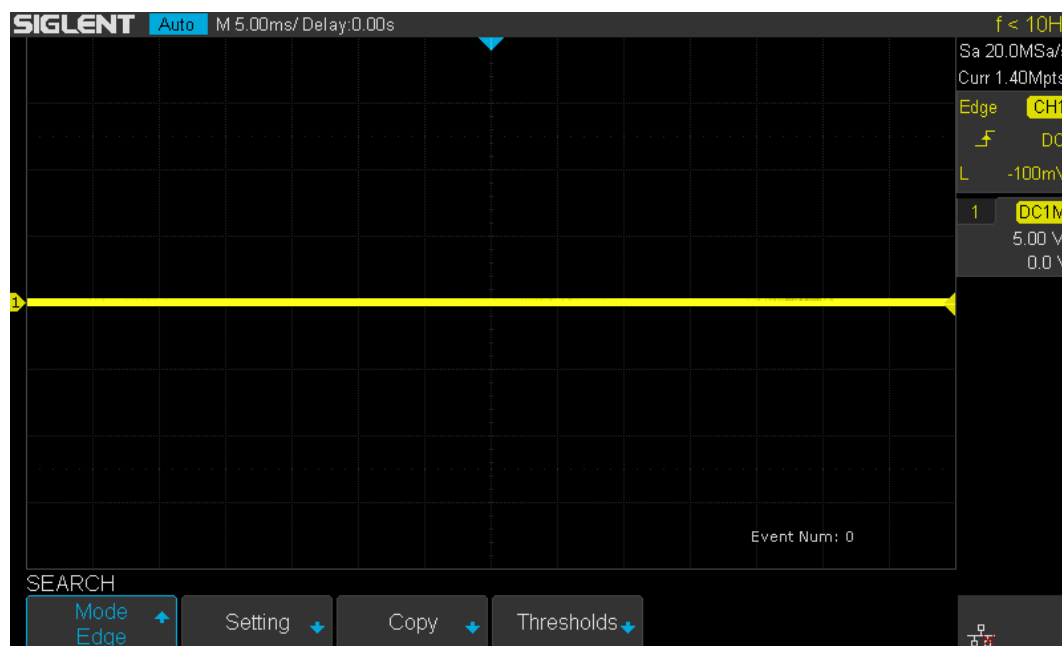 SIGLENT Auto M 5.00ms/ Delay:0.00s f < 10H
Sa 20.0MSa/s
Curr 1.40Mpts
Edge CH1
DC
L -100mV
1 DC1M
5.00 V
0.0 V
1
Event Num: 0
SEARCH
Mode
Edge
Setting
Copy
Thresholds